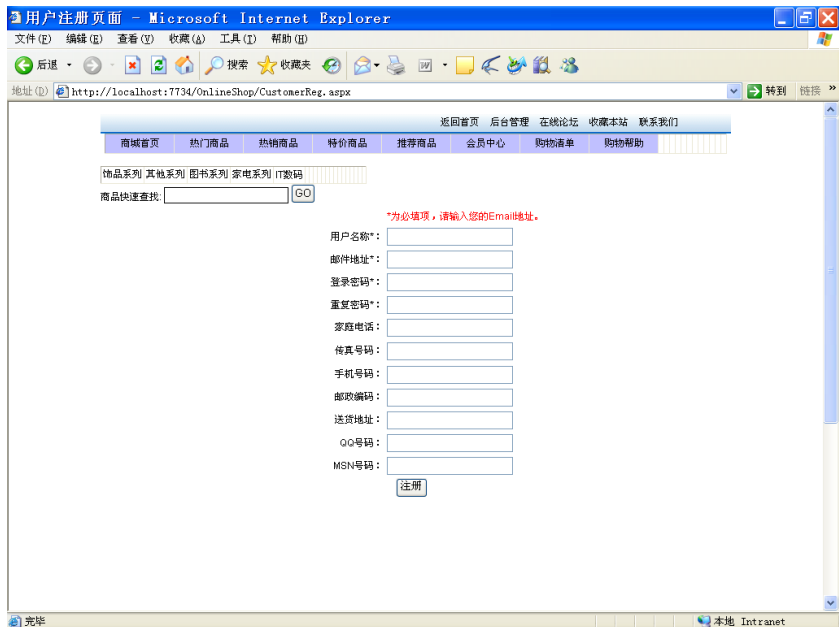 用户注册页面 - Microsoft Internet Explorer
文件(F) 编辑(E) 查看(V) 收藏(A) 工具(T) 帮助(H)
后退 搜索 收藏夹
地址(D) http://localhost:7734/OnlineShop/CustomerReg.aspx 转到 链接 »
返回首页 后台管理 在线论坛 收藏本站 联系我们
商城首页 热门商品 热销商品 特价商品 推荐商品 会员中心 购物清单 购物帮助
饰品系列 其他系列 图书系列 家电系列 IT数码
商品快速查找: GO
*为必填项，请输入您的Email地址。
用户名称*：
邮件地址*：
登录密码*：
重复密码*：
家庭电话：
传真号码：
手机号码：
邮政编码：
送货地址：
QQ号码：
MSN号码：
注册
完毕 本地 Intranet